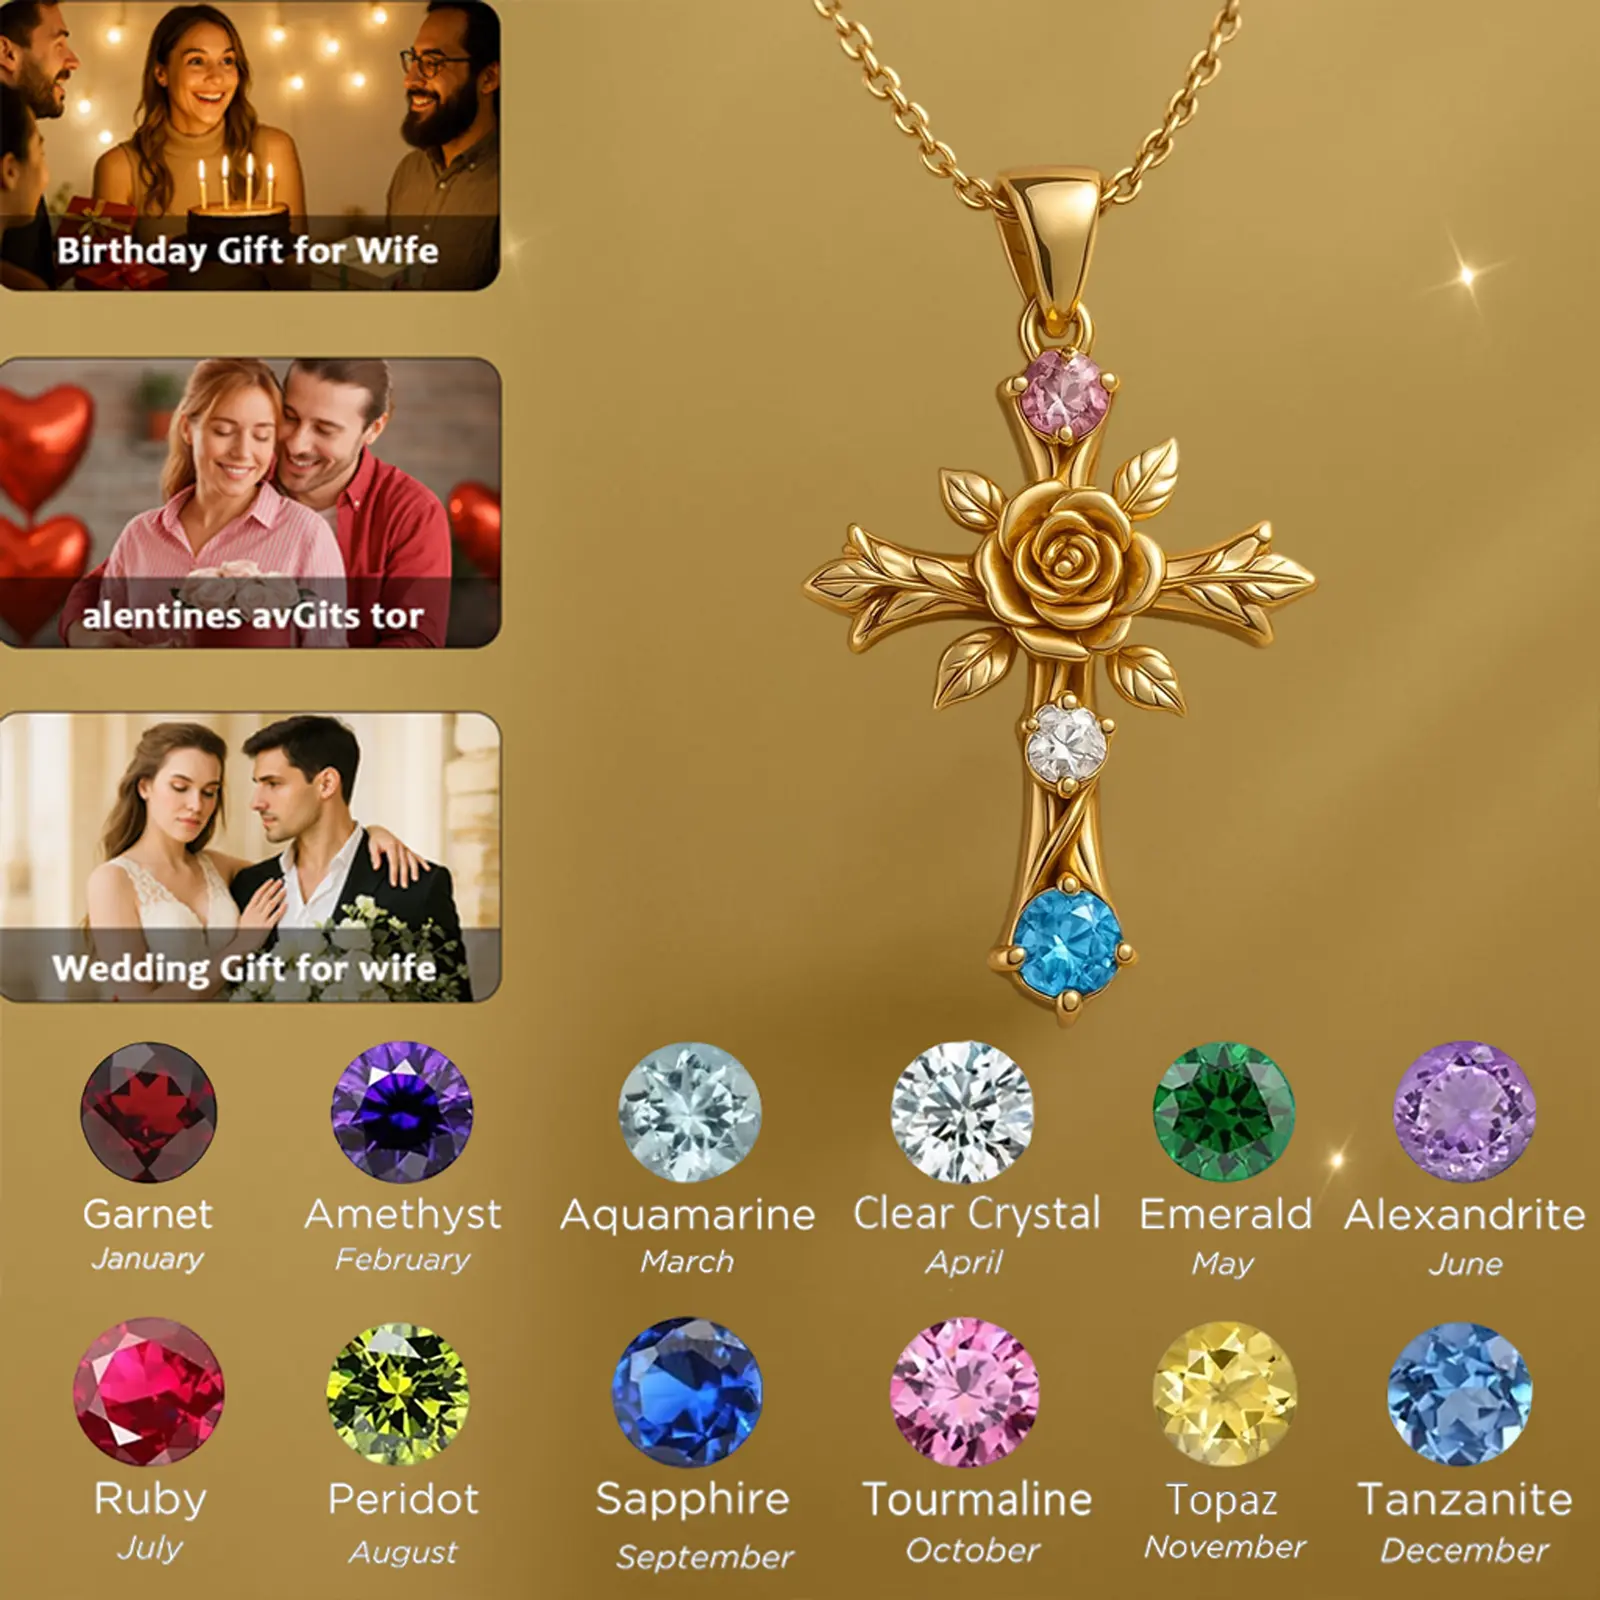 Birthday Gift for Wife
alentines avGits tor
Wedding Gift for wife
Garnet
January
Amethyst
February
Aquamarine
March
Clear Crystal
April
Emerald
May
Alexandrite
June
Ruby
July
Peridot
August
Sapphire
September
Tourmaline
October
Topaz
November
Tanzanite
December